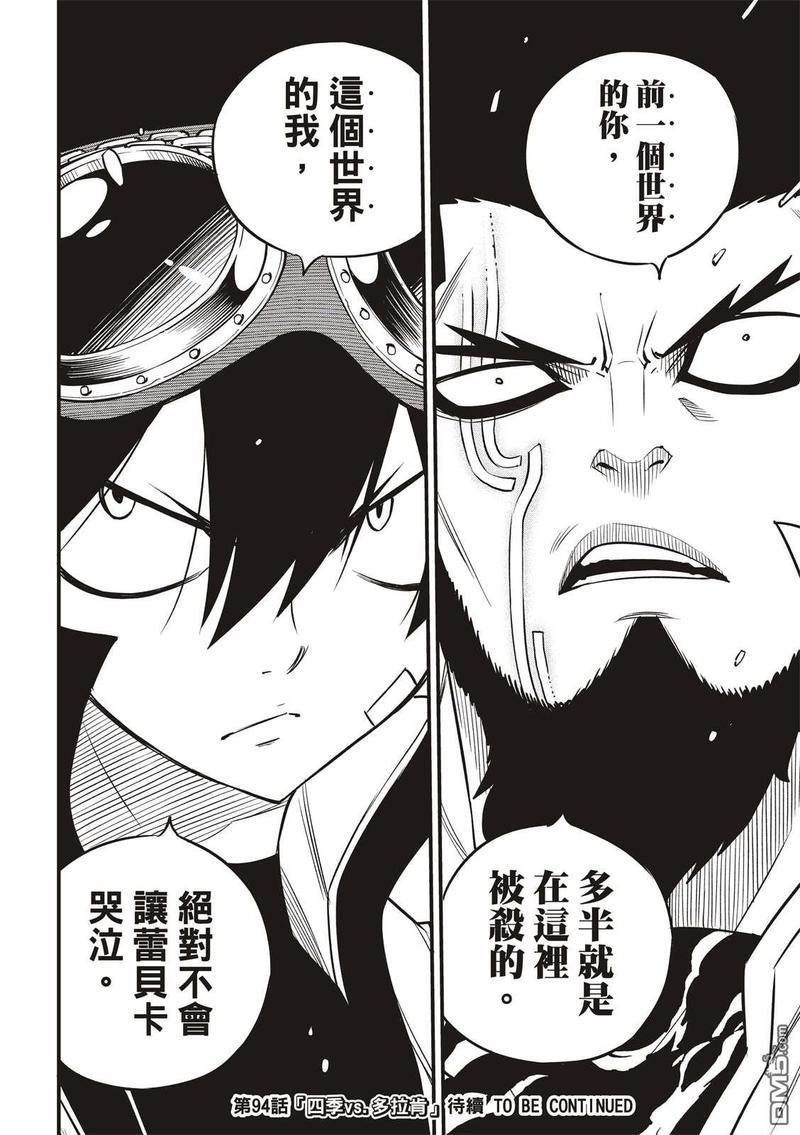 前一個世界
的你，
多半就是
在這裡
被殺的。
這個世界
的我，
絕對不會
讓蕾貝卡
哭泣。
第94話「四季vs.多拉肯」待續 TO BE CONTINUED
DM5.com